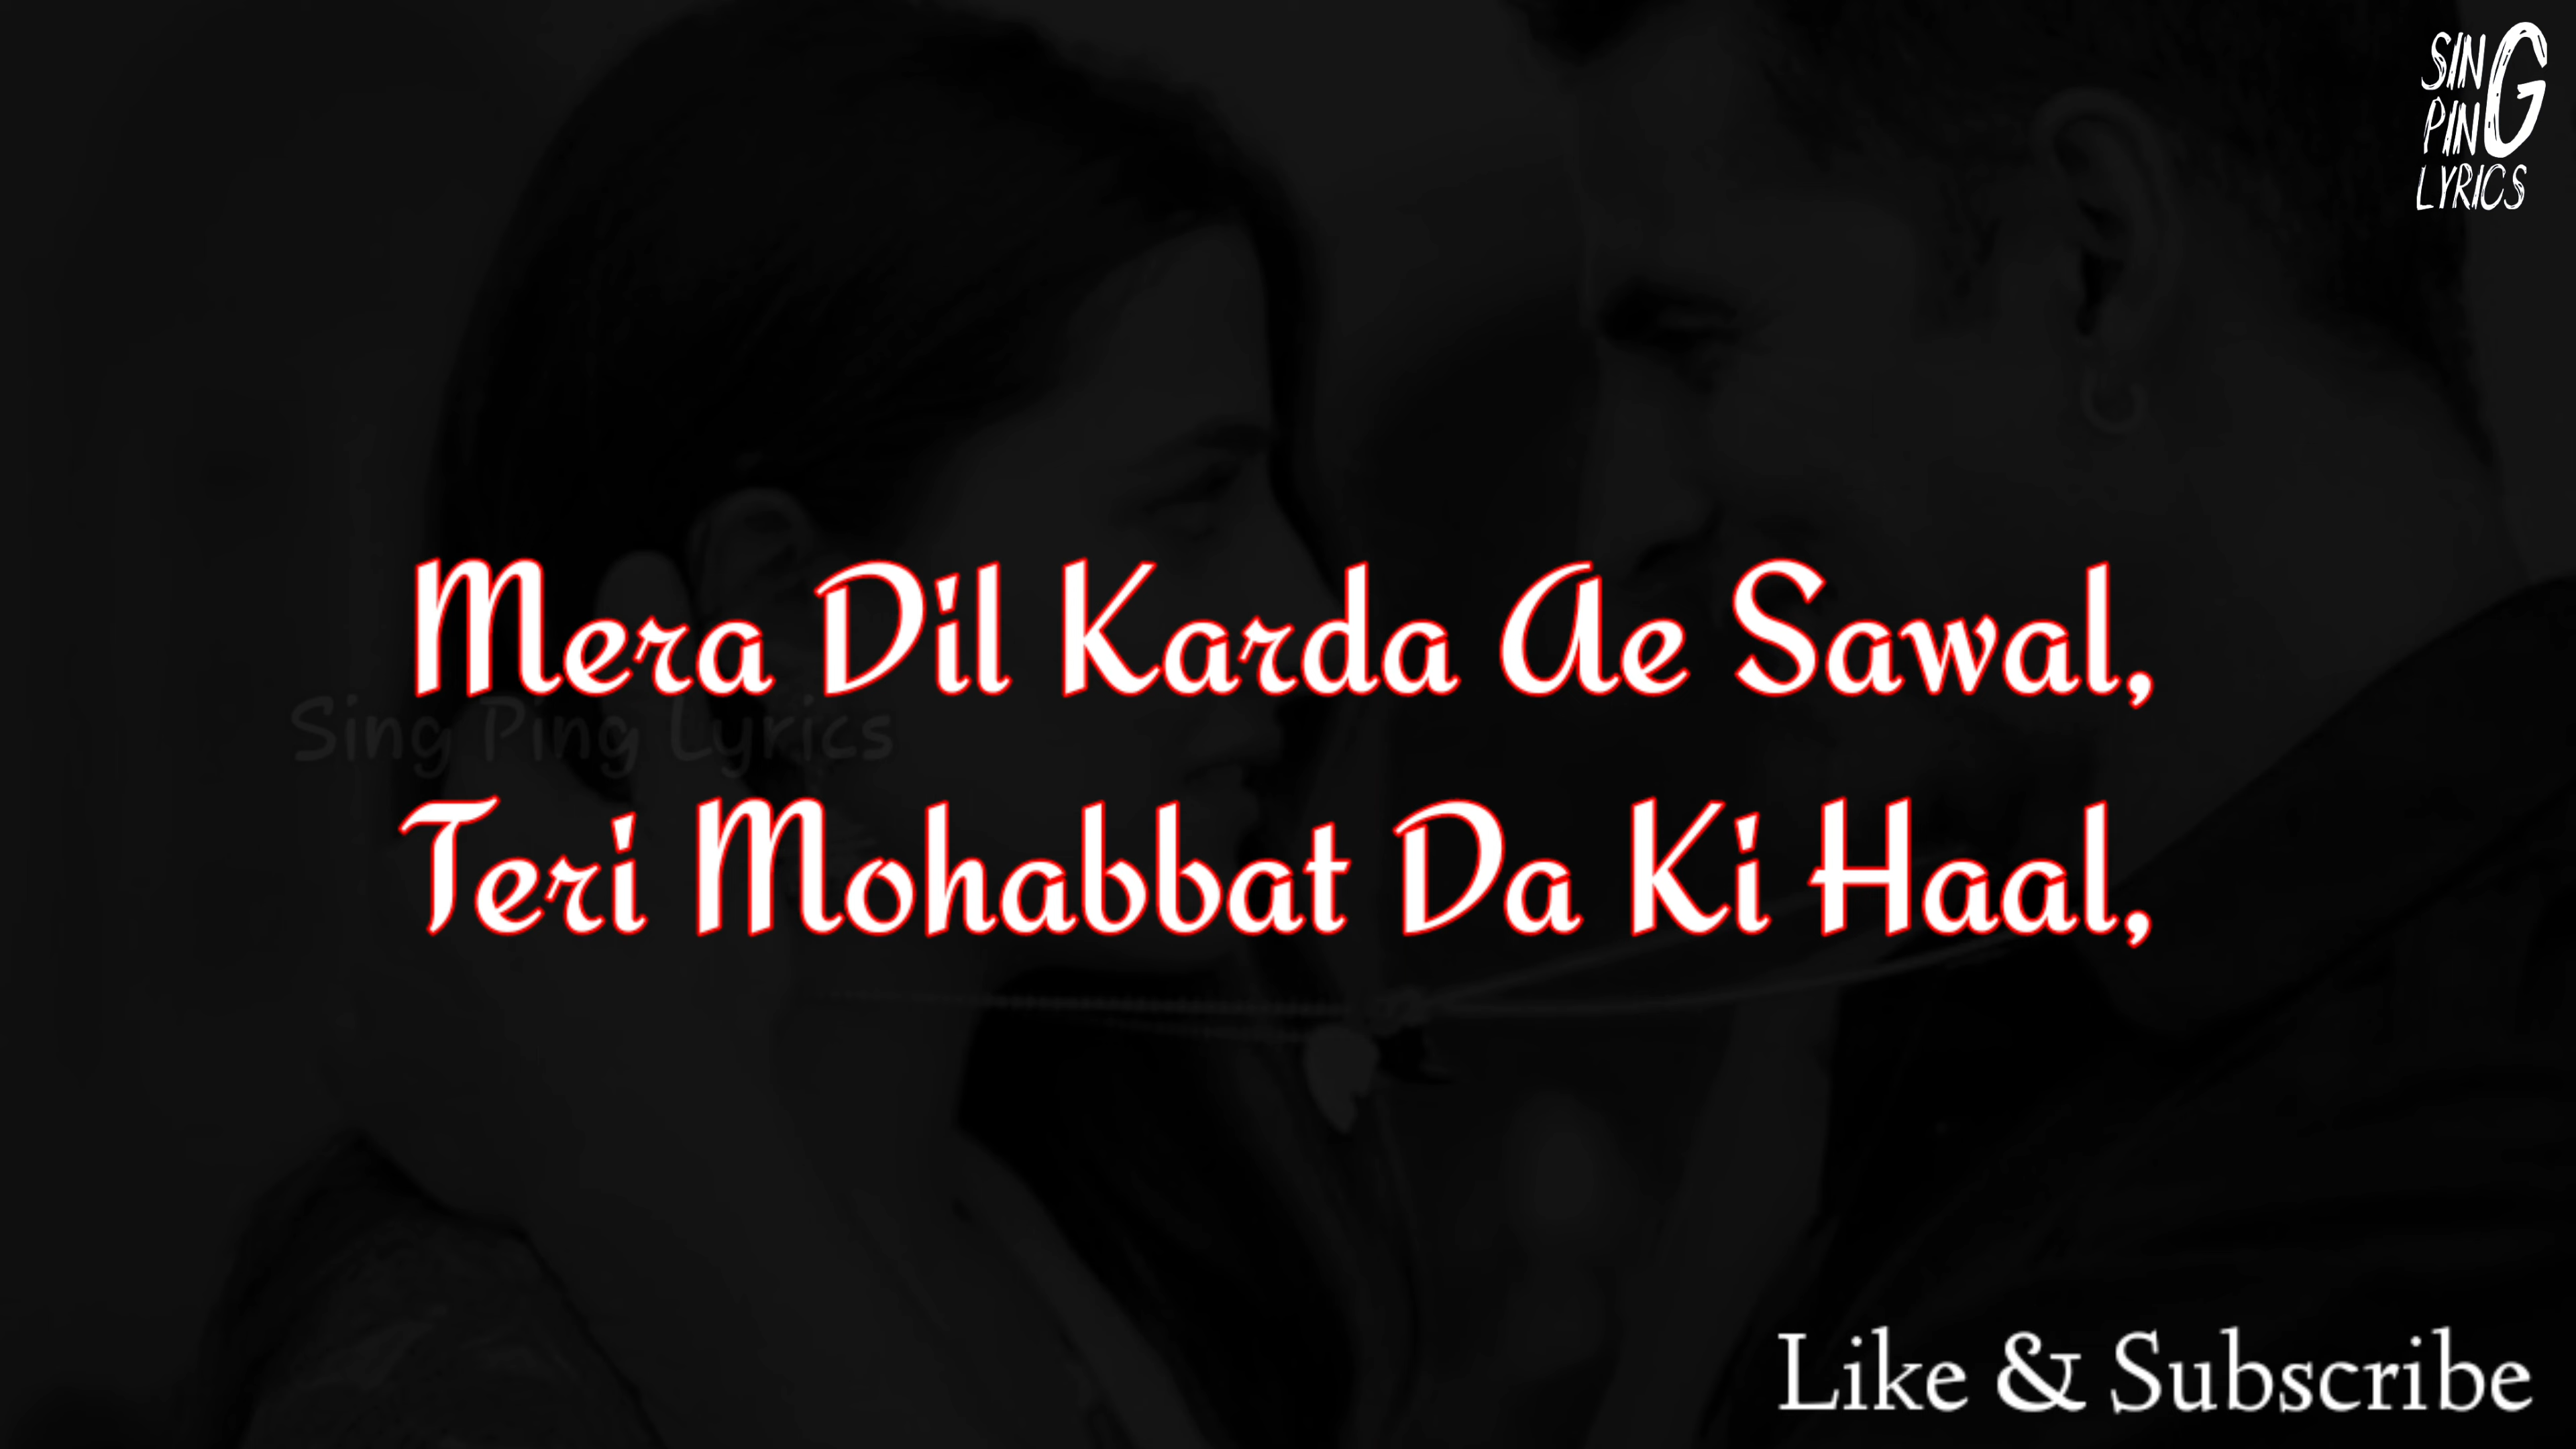 SING
PING
LYRICS
Mera Dil Karda Ae Sawal,
Sing Ping Lyrics
Teri Mohabbat Da Ki Haal,
Like & Subscribe